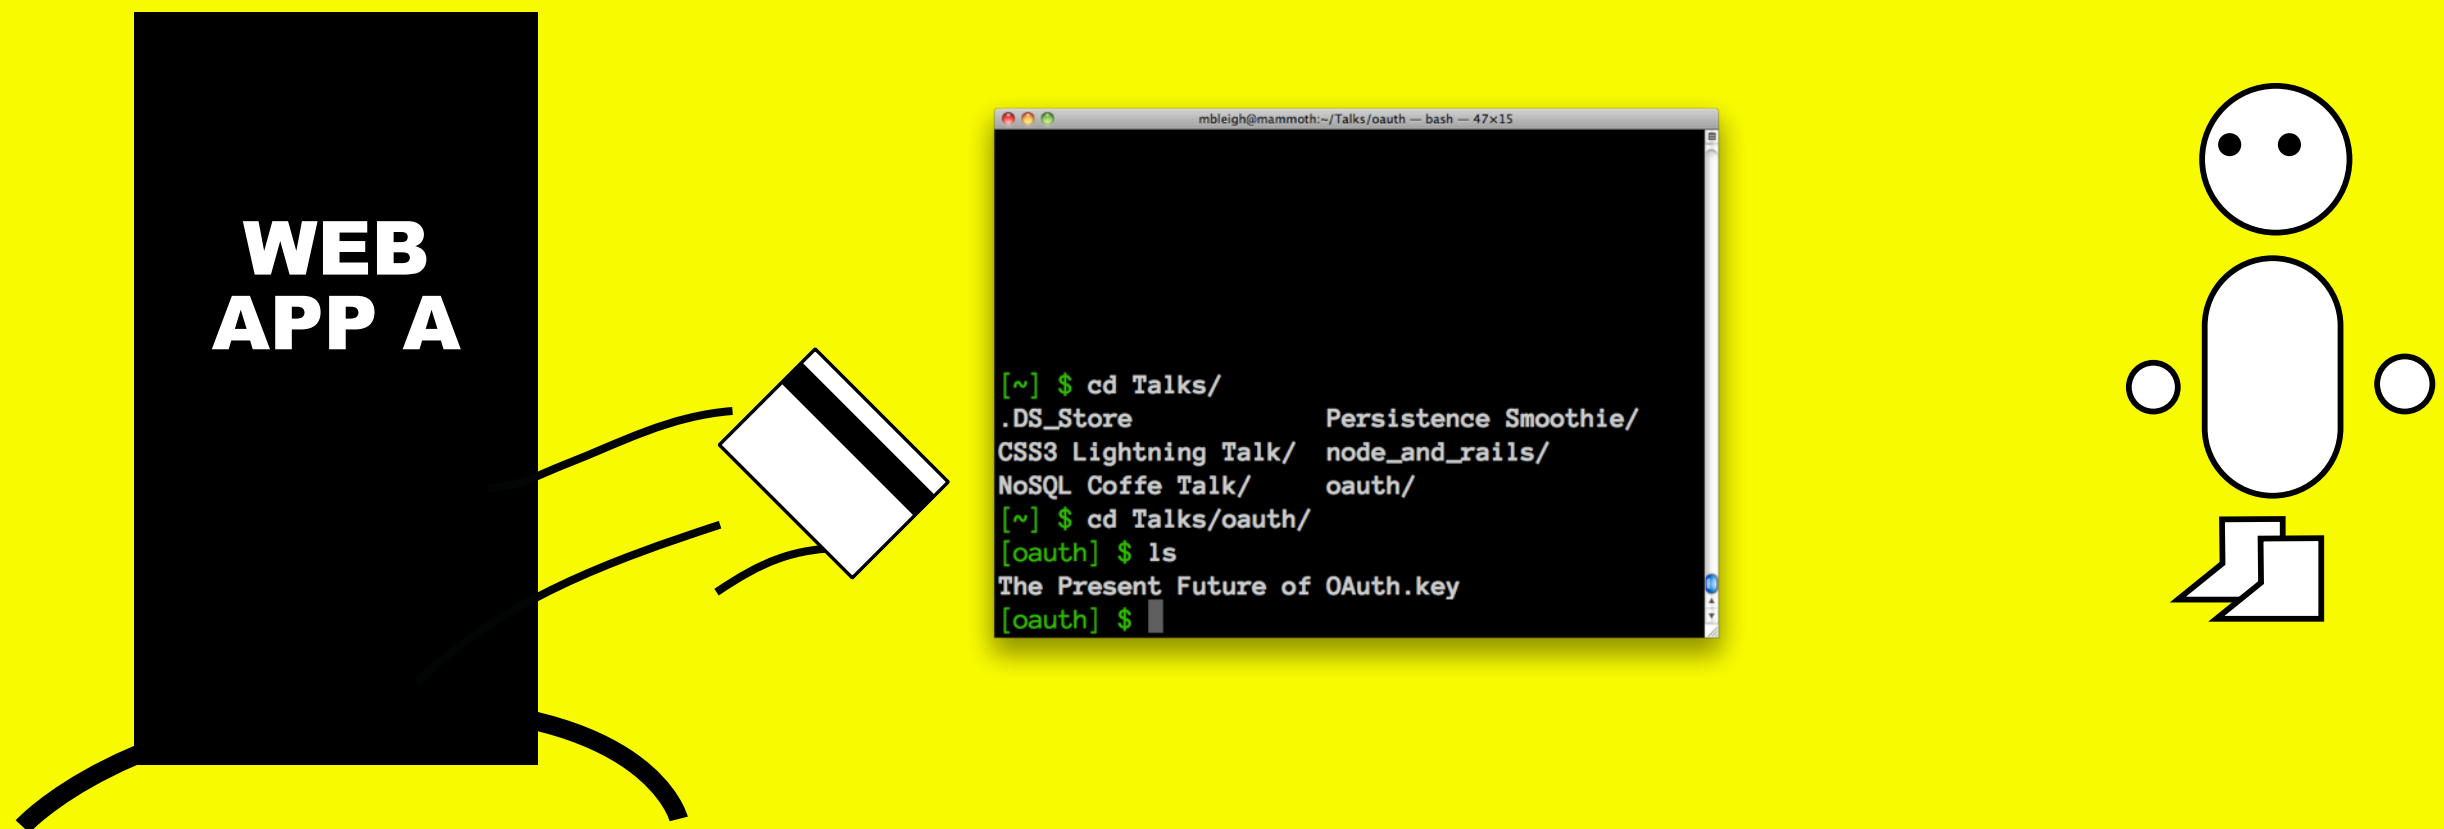 WEB
APP A
mbleigh@mammoth:~/Talks/oauth — bash — 47×15
[~] $ cd Talks/
.DS_Store Persistence Smoothie/
CSS3 Lightning Talk/ node_and_rails/
NoSQL Coffe Talk/ oauth/
[~] $ cd Talks/oauth/
[oauth] $ ls
The Present Future of OAuth.key
[oauth] $